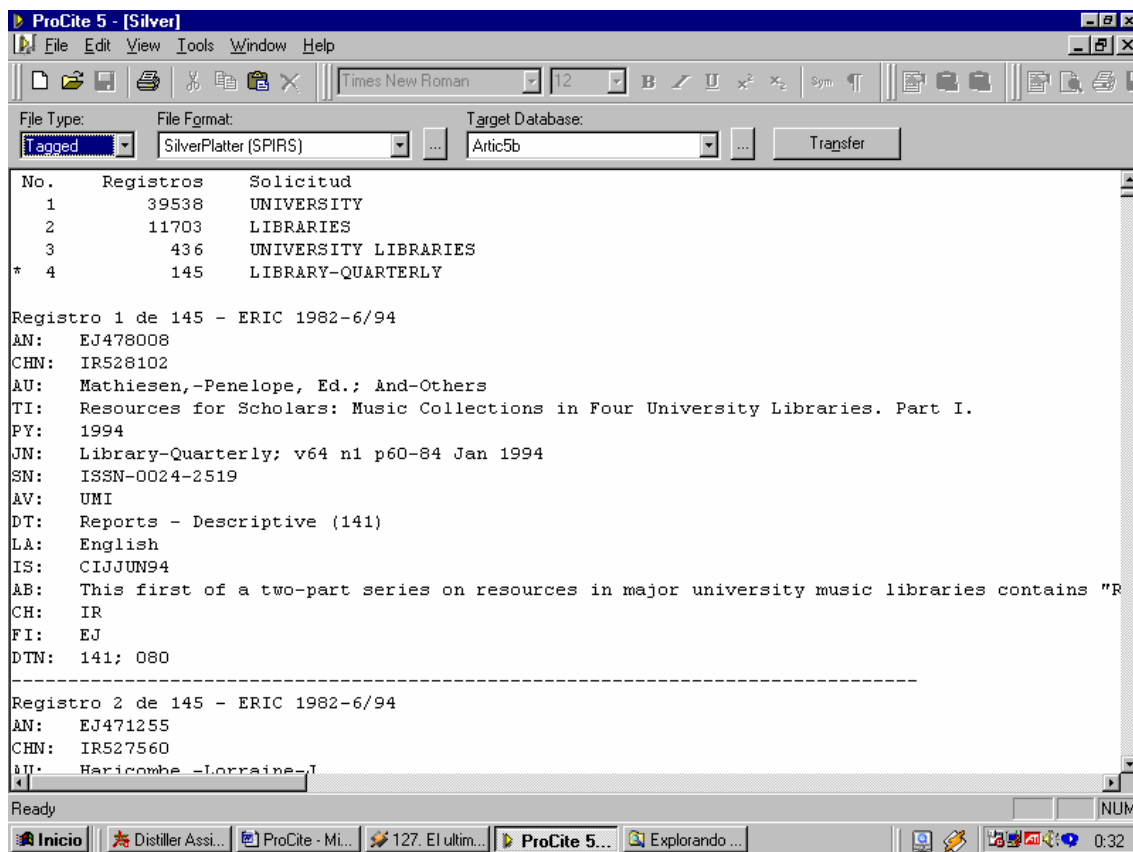 ProCite 5 - [Silver]
File Edit View Tools Window Help
Times New Roman 12 B I U x² x₂ Sym ¶
File Type: File Format: Target Database:
Tagged SilverPlatter (SPIRS) ... Artic5b ... Transfer
No. Registros Solicitud
1 39538 UNIVERSITY
2 11703 LIBRARIES
3 436 UNIVERSITY LIBRARIES
* 4 145 LIBRARY-QUARTERLY
Registro 1 de 145 - ERIC 1982-6/94
AN: EJ478008
CHN: IR528102
AU: Mathiesen,-Penelope, Ed.; And-Others
TI: Resources for Scholars: Music Collections in Four University Libraries. Part I.
PY: 1994
JN: Library-Quarterly; v64 n1 p60-84 Jan 1994
SN: ISSN-0024-2519
AV: UMI
DT: Reports - Descriptive (141)
LA: English
IS: CIJJUN94
AB: This first of a two-part series on resources in major university music libraries contains "R
CH: IR
FI: EJ
DTN: 141; 080
--------------------------------------------------------------------------------
Registro 2 de 145 - ERIC 1982-6/94
AN: EJ471255
CHN: IR527560
AU: Haricombe,-Lorraine-J
Ready NUM
Inicio Distiller Assi... ProCite - Mi... 127. El ultim... ProCite 5... Explorando ... 0:32